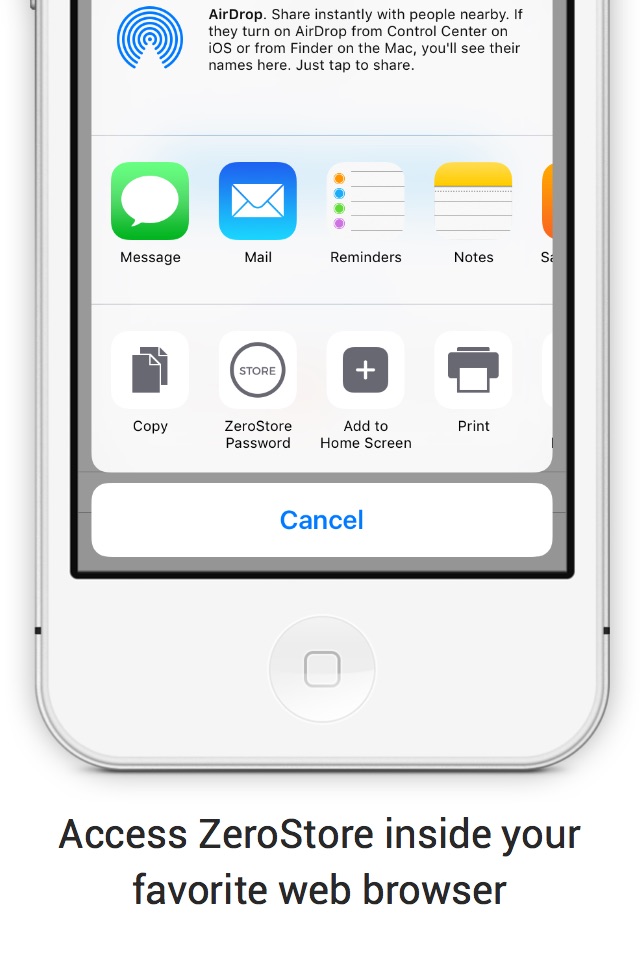 AirDrop. Share instantly with people nearby. If
they turn on AirDrop from Control Center on
iOS or from Finder on the Mac, you'll see their
names here. Just tap to share.
Message
Mail
Reminders
Notes
STORE
Copy
ZeroStore
Password
Add to
Home Screen
Print
Cancel
Access ZeroStore inside your
favorite web browser